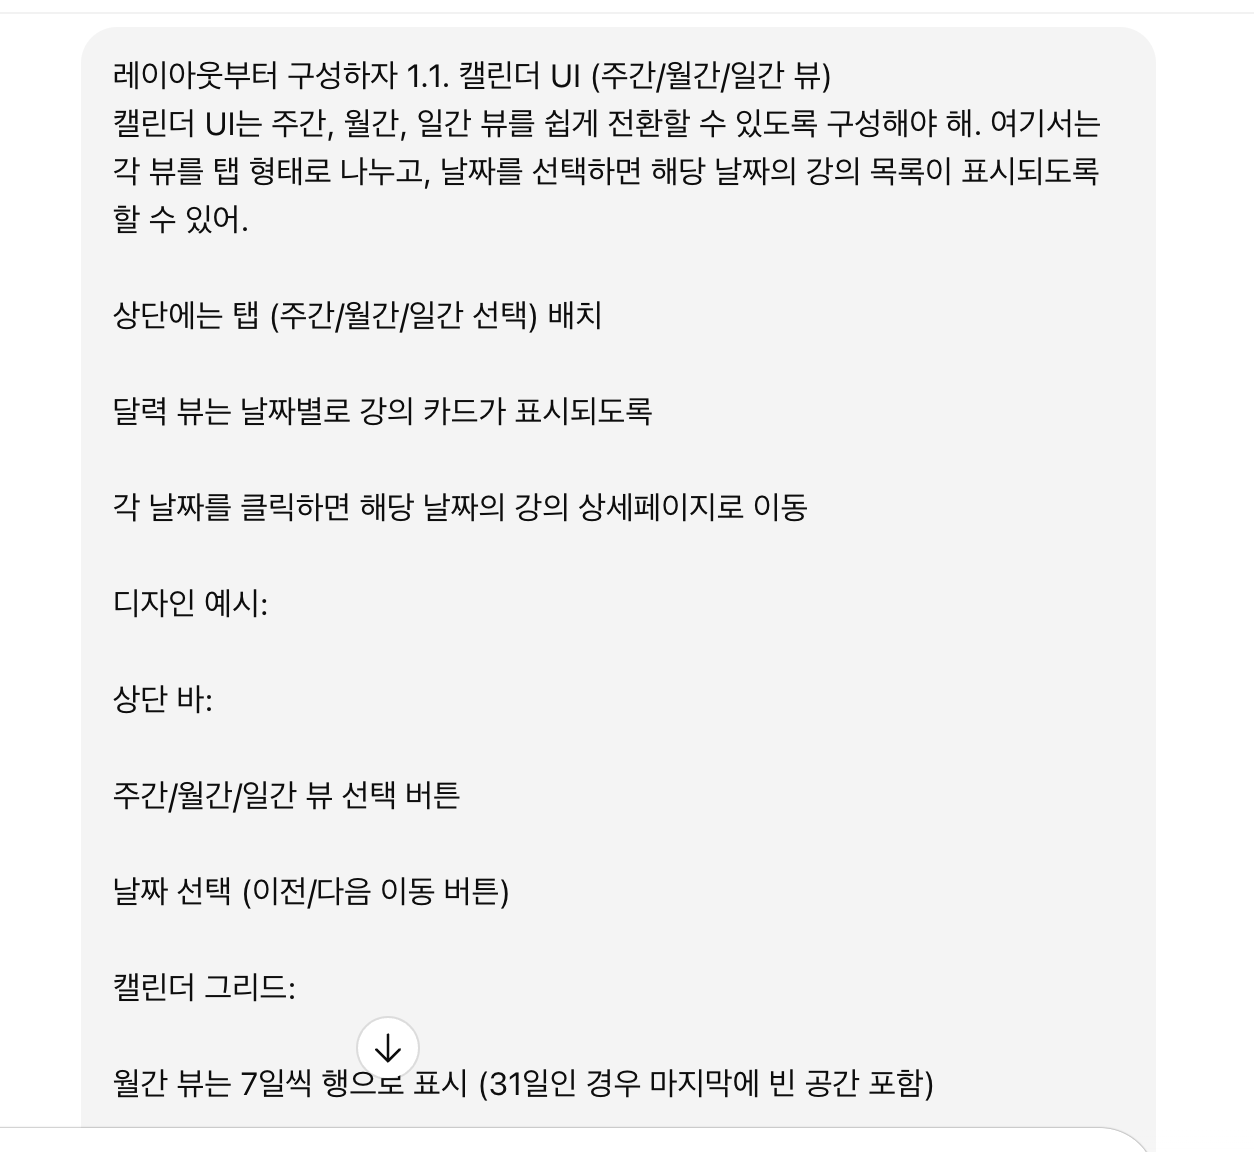 레이아웃부터 구성하자 1.1. 캘린더 UI (주간/월간/일간 뷰)
캘린더 UI는 주간, 월간, 일간 뷰를 쉽게 전환할 수 있도록 구성해야 해. 여기서는
각 뷰를 탭 형태로 나누고, 날짜를 선택하면 해당 날짜의 강의 목록이 표시되도록
할 수 있어.
상단에는 탭 (주간/월간/일간 선택) 배치
달력 뷰는 날짜별로 강의 카드가 표시되도록
각 날짜를 클릭하면 해당 날짜의 강의 상세페이지로 이동
디자인 예시:
상단 바:
주간/월간/일간 뷰 선택 버튼
날짜 선택 (이전/다음 이동 버튼)
캘린더 그리드:
월간 뷰는 7일씩 행으로 표시 (31일인 경우 마지막에 빈 공간 포함)